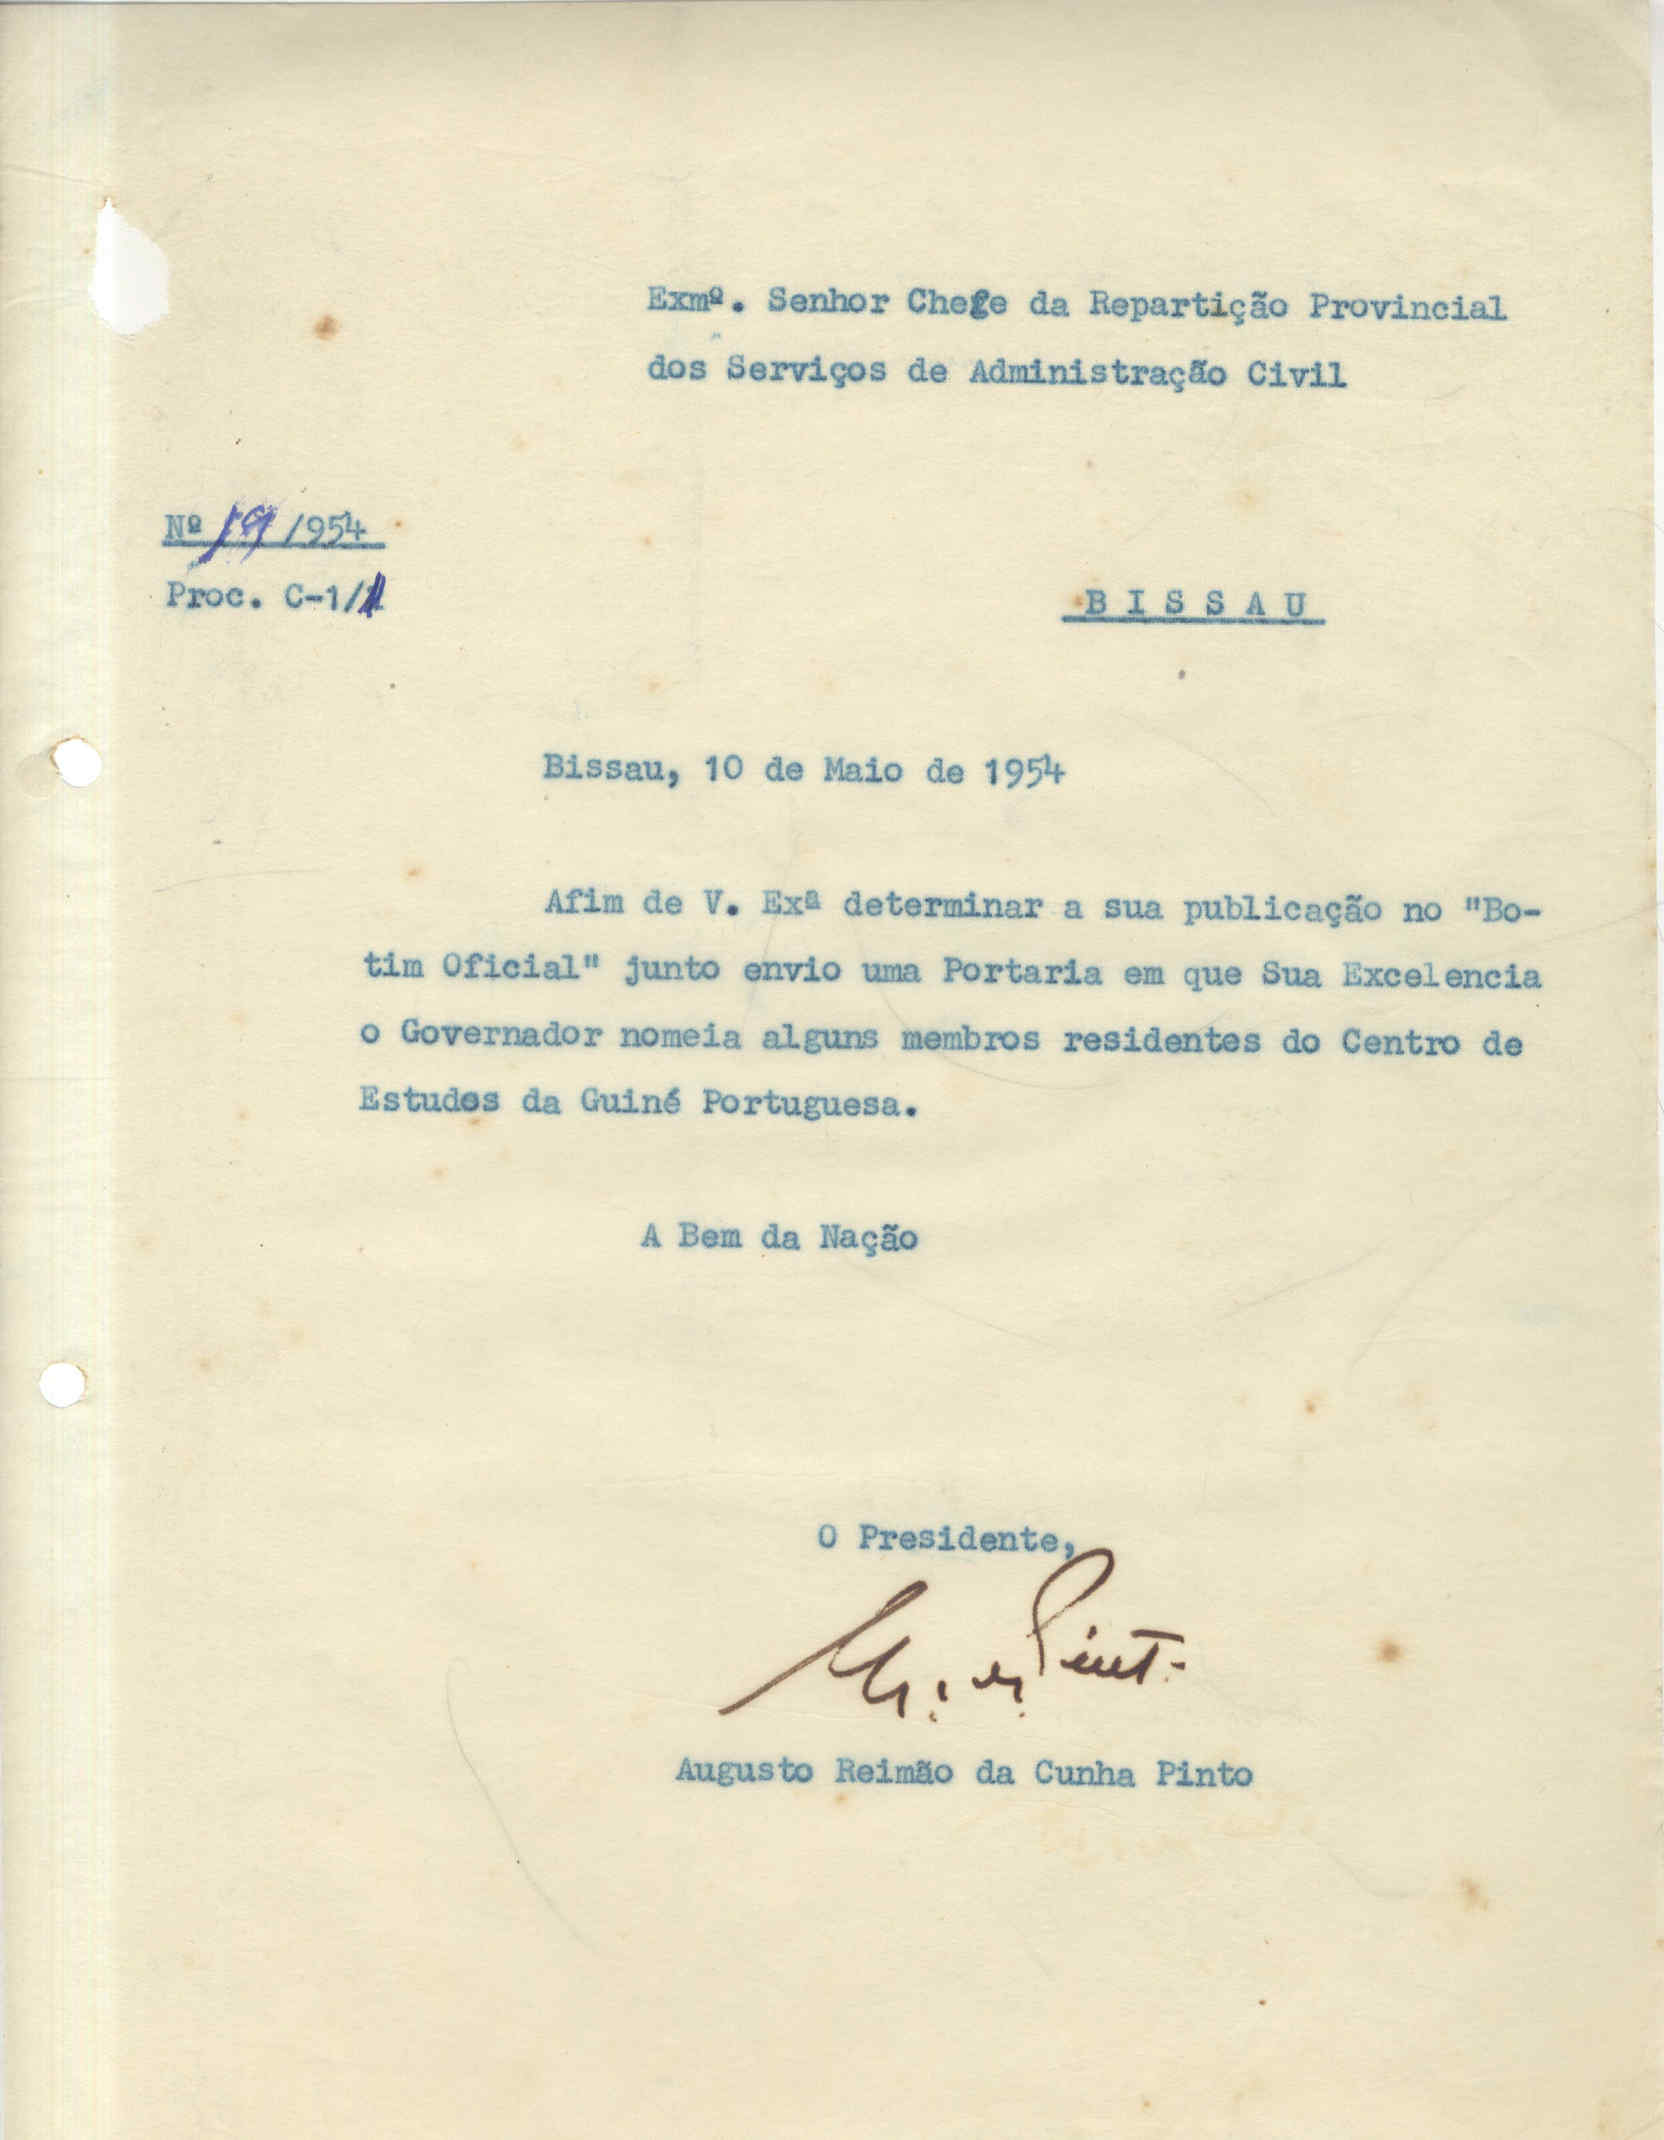 Exmº. Senhor Chefe da Repartição Provincial
dos Serviços de Administração Civil
Nº 19/954
Proc. C-1/1
BISSAU
Bissau, 10 de Maio de 1954
Afim de V. Exª determinar a sua publicação no "Bo-
tim Oficial" junto envio uma Portaria em que Sua Excelencia
o Governador nomeia alguns membros residentes do Centro de
Estudos da Guiné Portuguesa.
A Bem da Nação
O Presidente,
Pinto
Augusto Reimão da Cunha Pinto